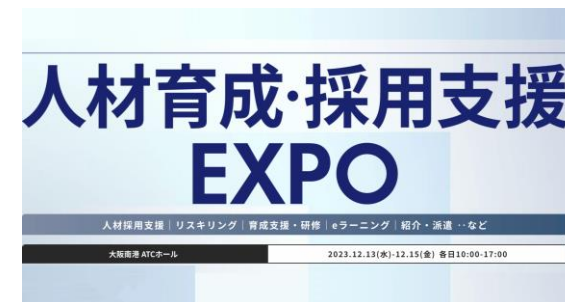 人材育成·採用支援
EXPO
人材採用支援｜リスキリング｜育成支援・研修｜eラーニング｜紹介・派遣 ‥など
大阪南港 ATCホール
2023.12.13(水)-12.15(金) 各日10:00-17:00